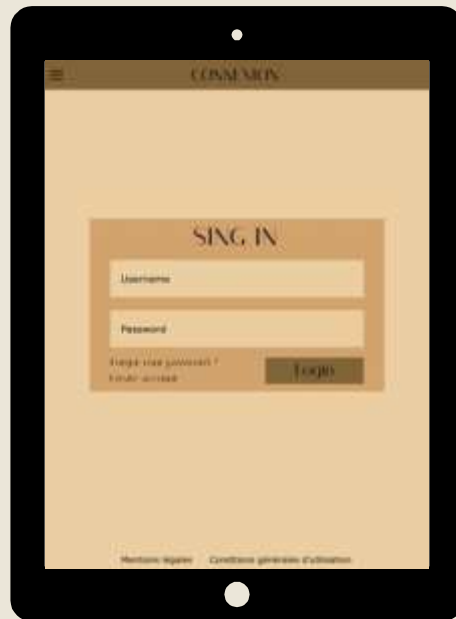 CONNEXION
SING IN
Username
Password
Login
Mentions légales Conditions générales d'utilisation